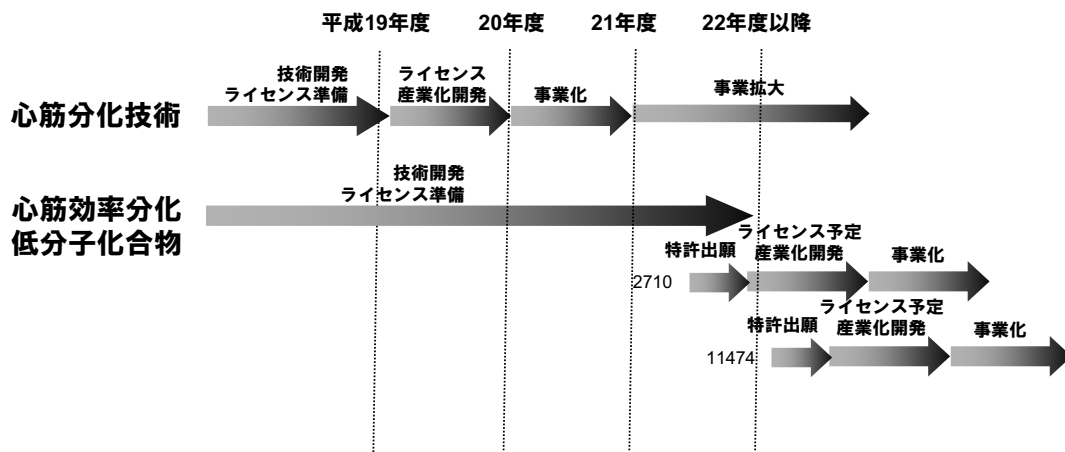 平成19年度 20年度 21年度 22年度以降
技術開発
ライセンス準備
ライセンス
産業化開発
事業化
事業拡大
心筋分化技術
技術開発
ライセンス準備
心筋効率分化
低分子化合物
特許出願
ライセンス予定
産業化開発
事業化
2710
特許出願
ライセンス予定
産業化開発
事業化
11474